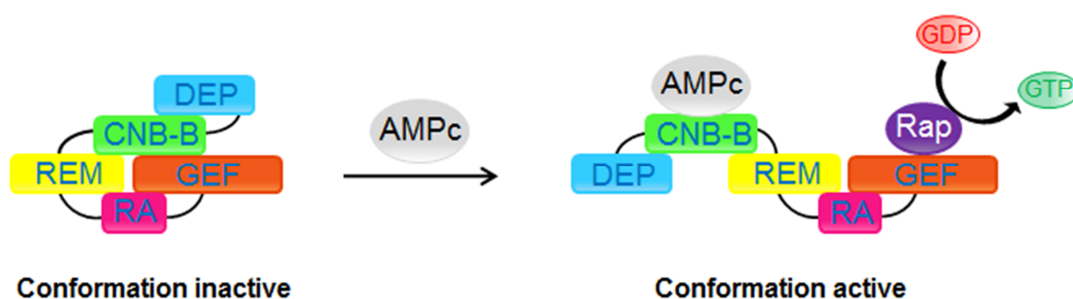 DEP
CNB-B
REM
GEF
RA
Conformation inactive
AMPc
AMPc
CNB-B
DEP
REM
GEF
RA
Rap
GDP
GTP
Conformation active